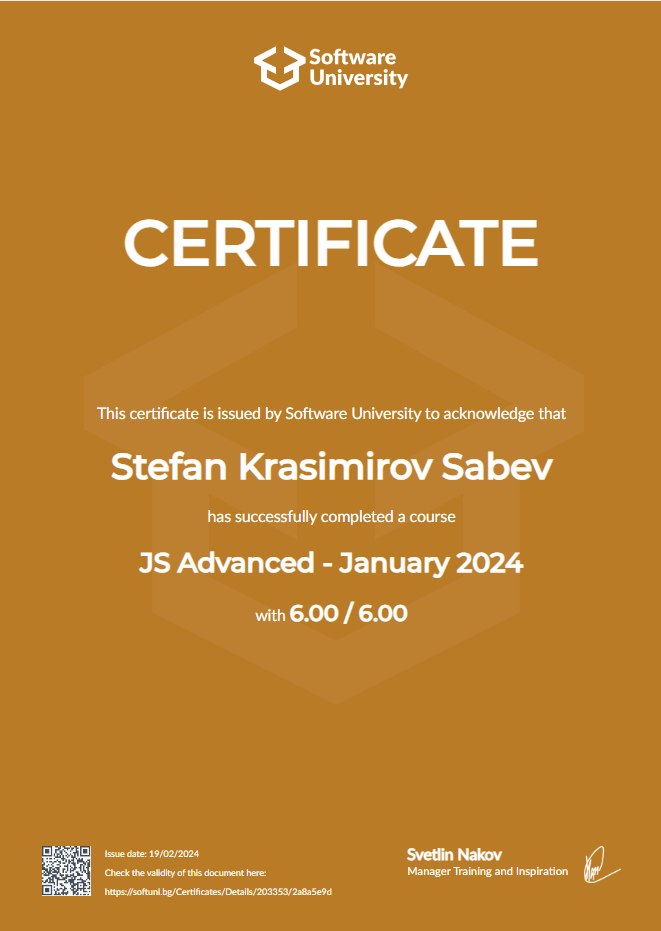 Software
University
CERTIFICATE
This certificate is issued by Software University to acknowledge that
Stefan Krasimirov Sabev
has successfully completed a course
JS Advanced - January 2024
with 6.00 / 6.00
Issue date: 19/02/2024
Check the validity of this document here:
https://softuni.bg/Certificates/Details/203353/2a8a5e9d
Svetlin Nakov
Manager Training and Inspiration